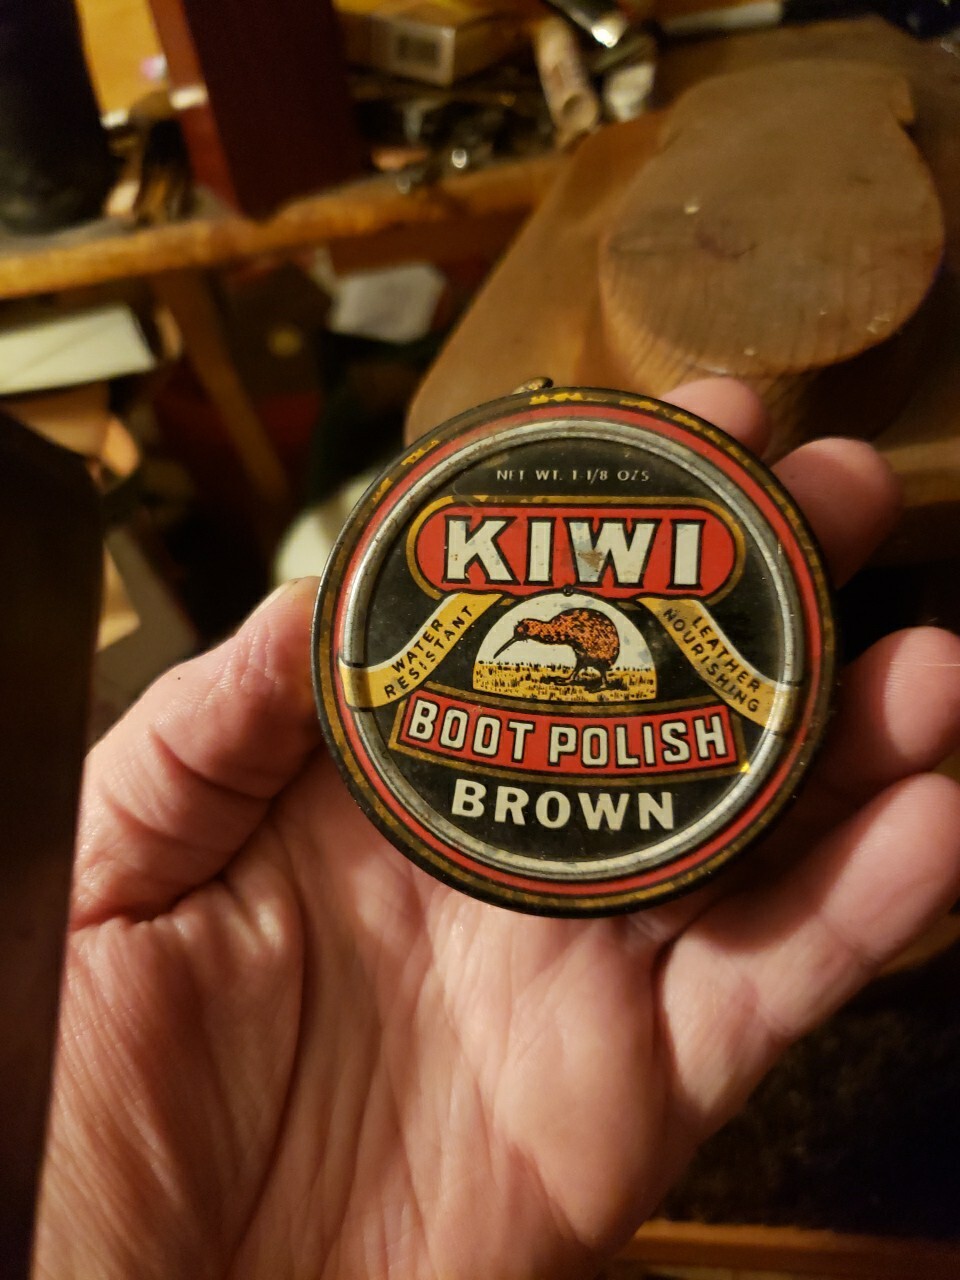 NET WT. 1-1/8 OZS
KIWI
WATER RESISTANT
LEATHER NOURISHING
BOOT POLISH
BROWN